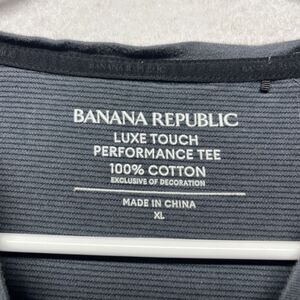 BANANA REPUBLIC
LUXE TOUCH
PERFORMANCE TEE
100% COTTON
EXCLUSIVE OF DECORATION
MADE IN CHINA
XL